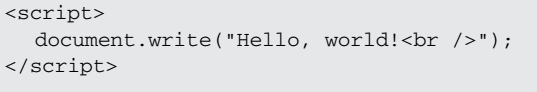 <script>
  document.write("Hello, world!<br />");
</script>